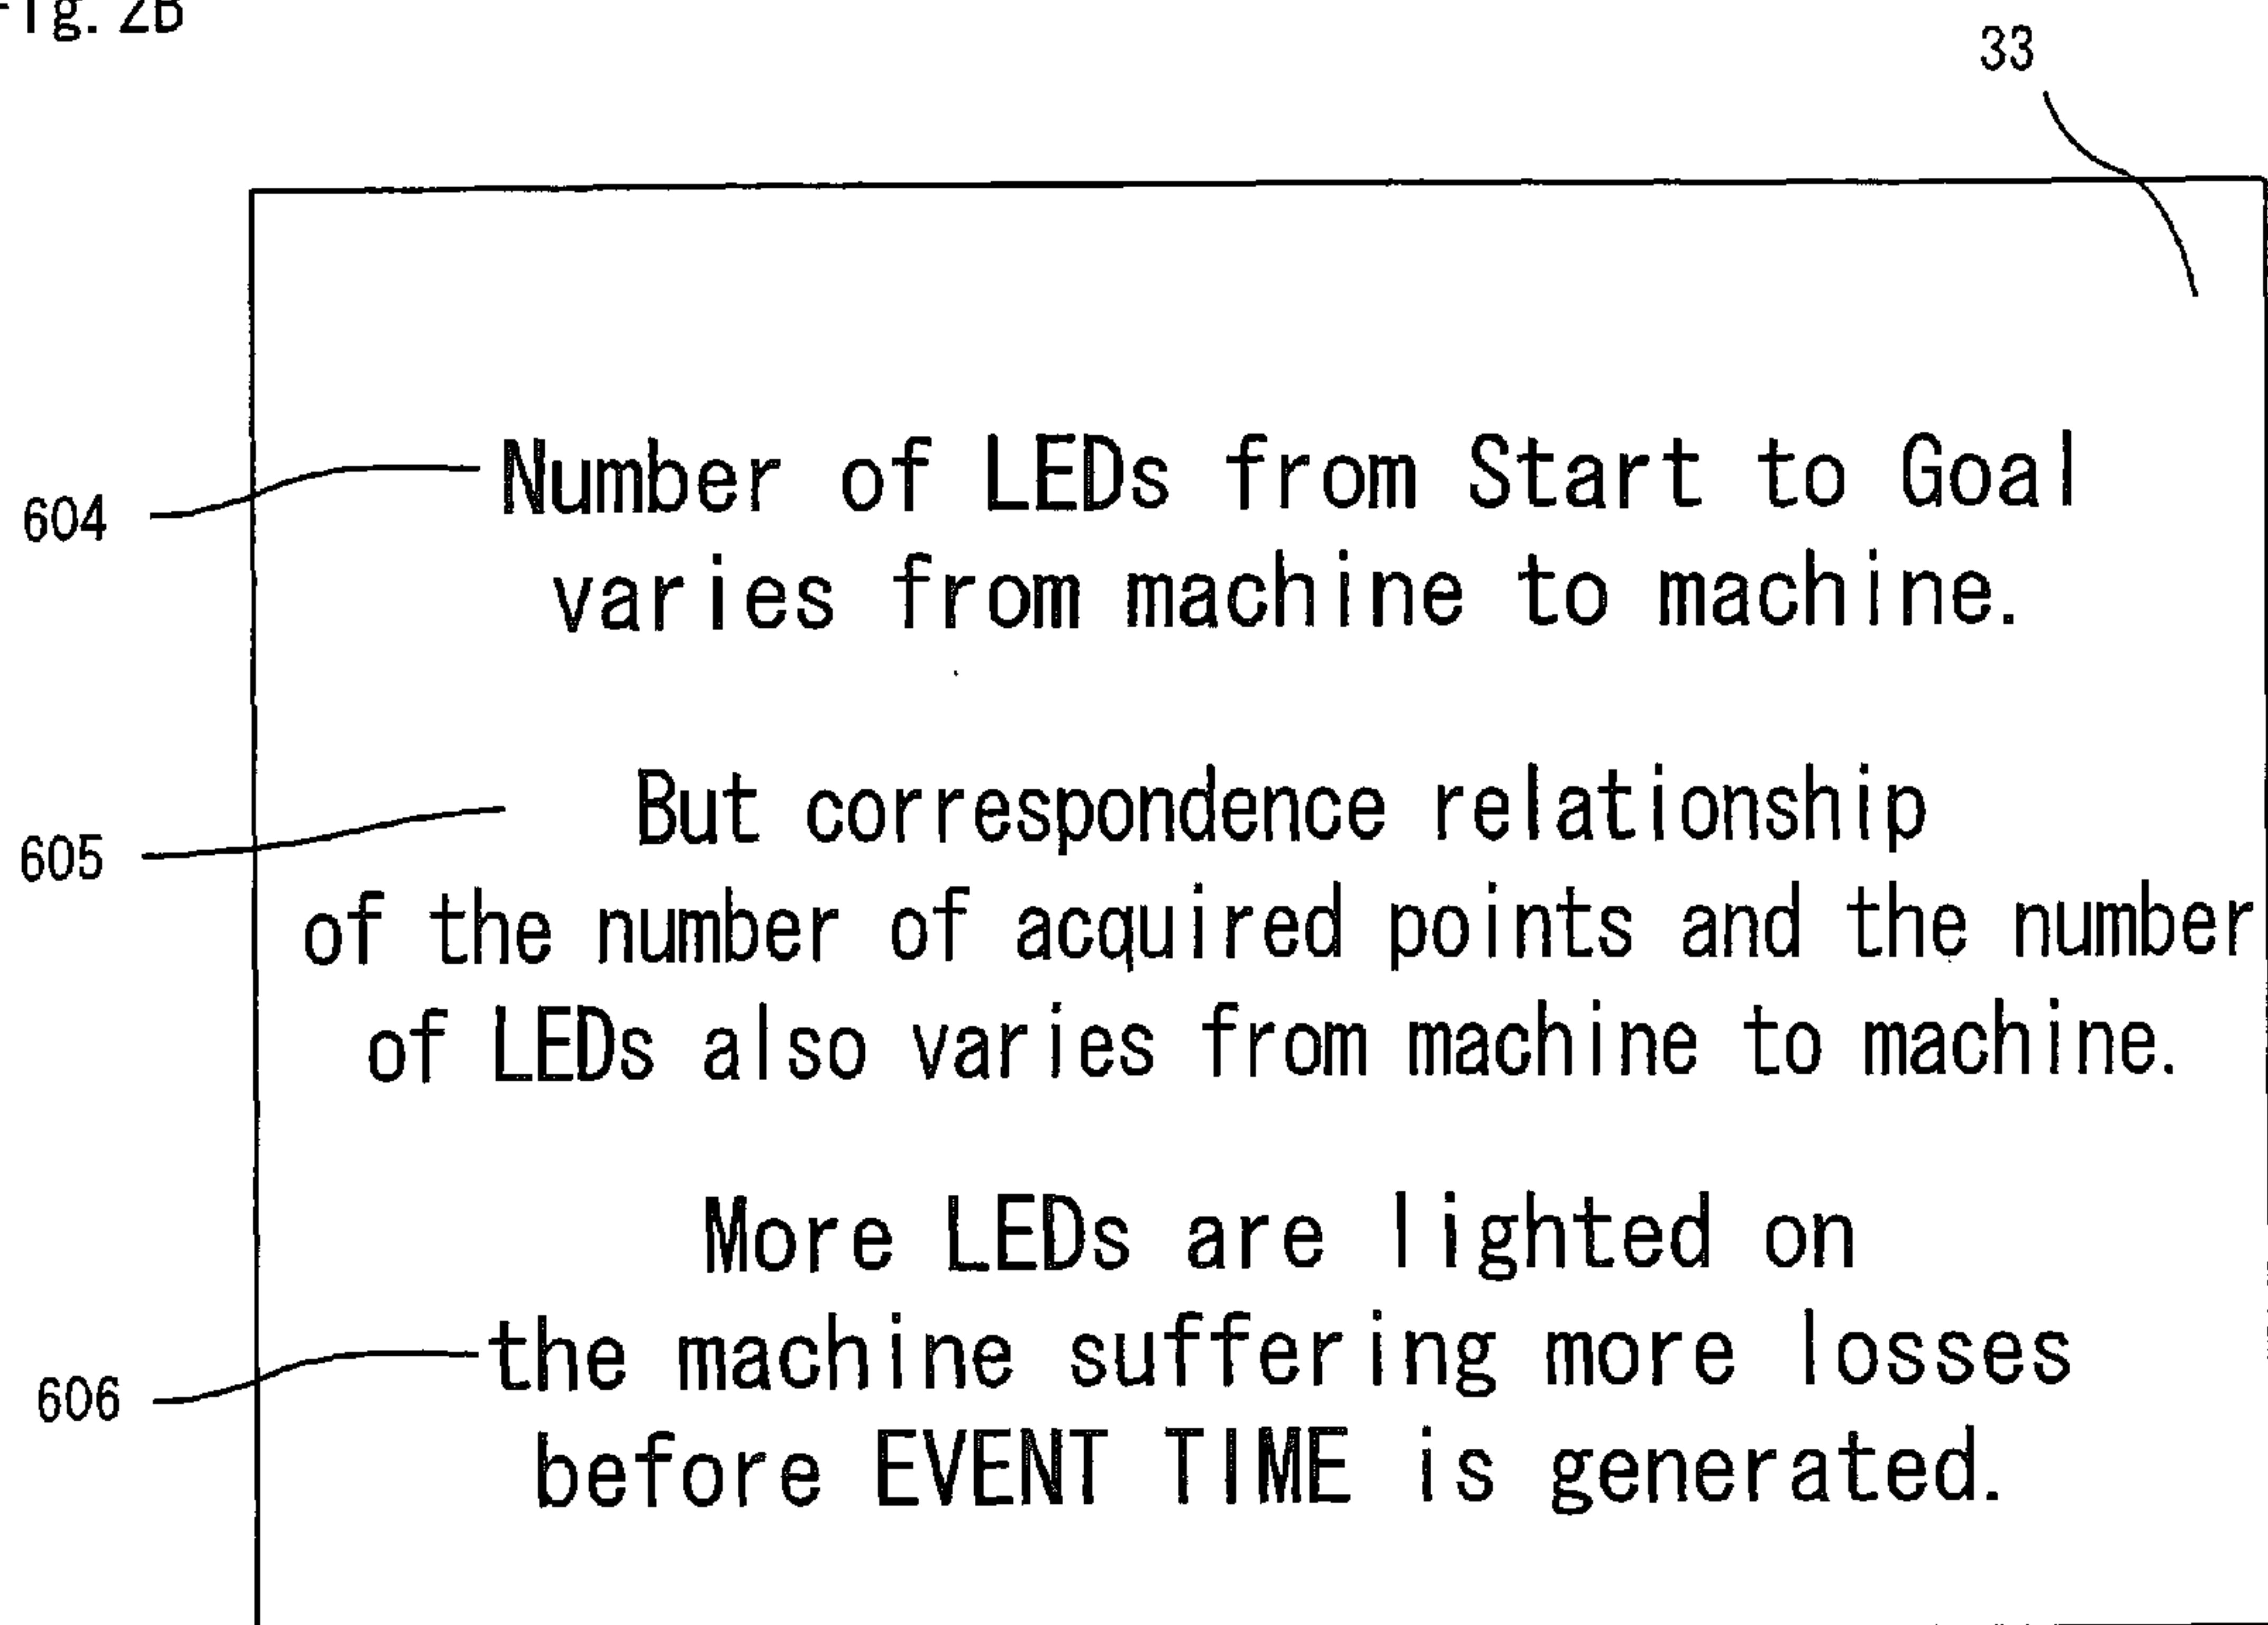 Fig. 2B
33
604
Number of LEDs from Start to Goal
varies from machine to machine.
605
But correspondence relationship
of the number of acquired points and the number
of LEDs also varies from machine to machine.
More LEDs are lighted on
606
the machine suffering more losses
before EVENT TIME is generated.